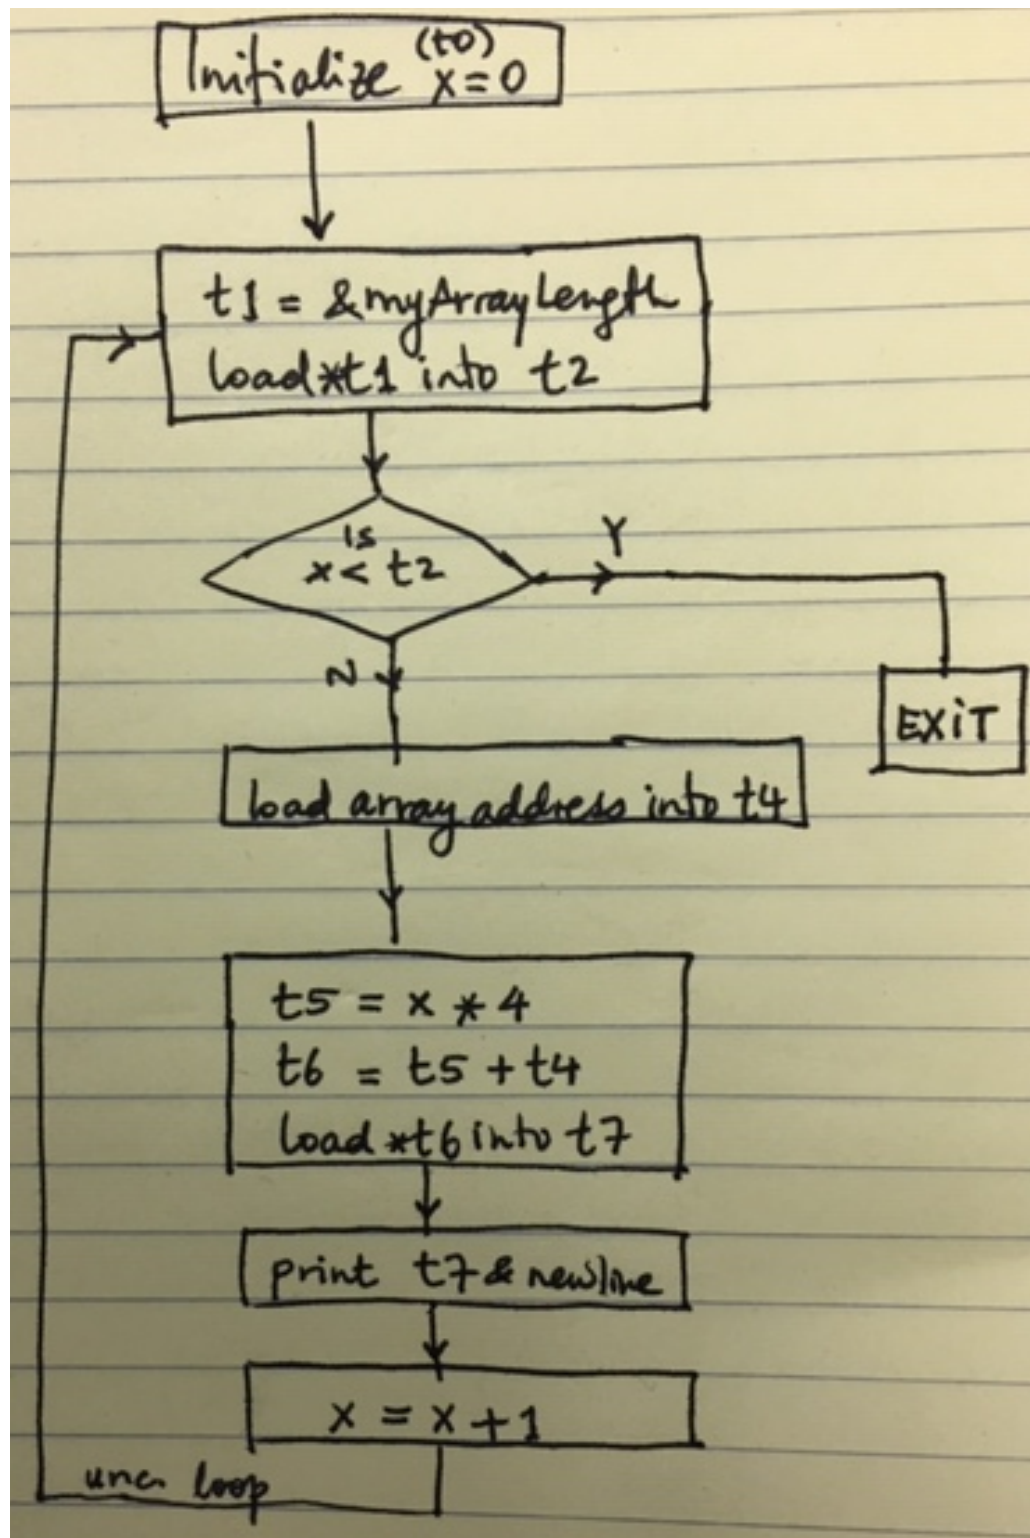 (t0)
Initialize x=0
t1 = &myArrayLength
load *t1 into t2
is
x < t2
Y
N
EXiT
load array address into t4
t5 = x * 4
t6 = t5 + t4
load *t6 into t7
print t7 & newline
x = x + 1
unc. loop